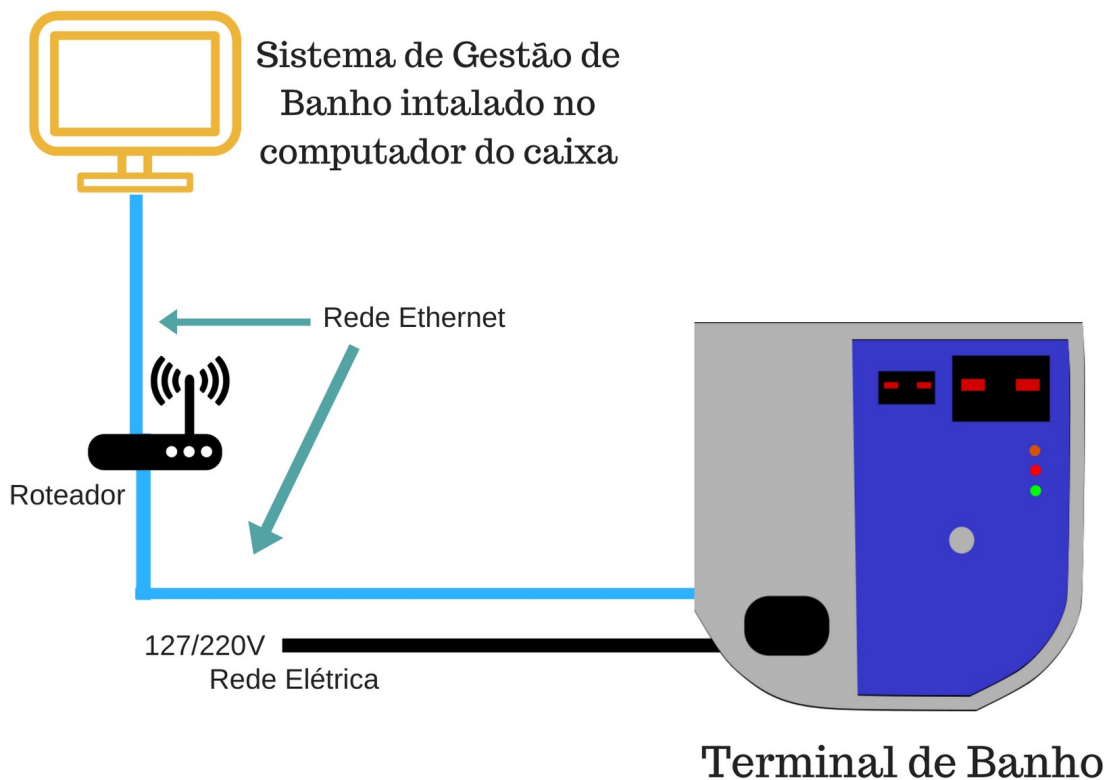 Sistema de Gestão de
Banho intalado no
computador do caixa
Rede Ethernet
Roteador
127/220V
Rede Elétrica
Terminal de Banho